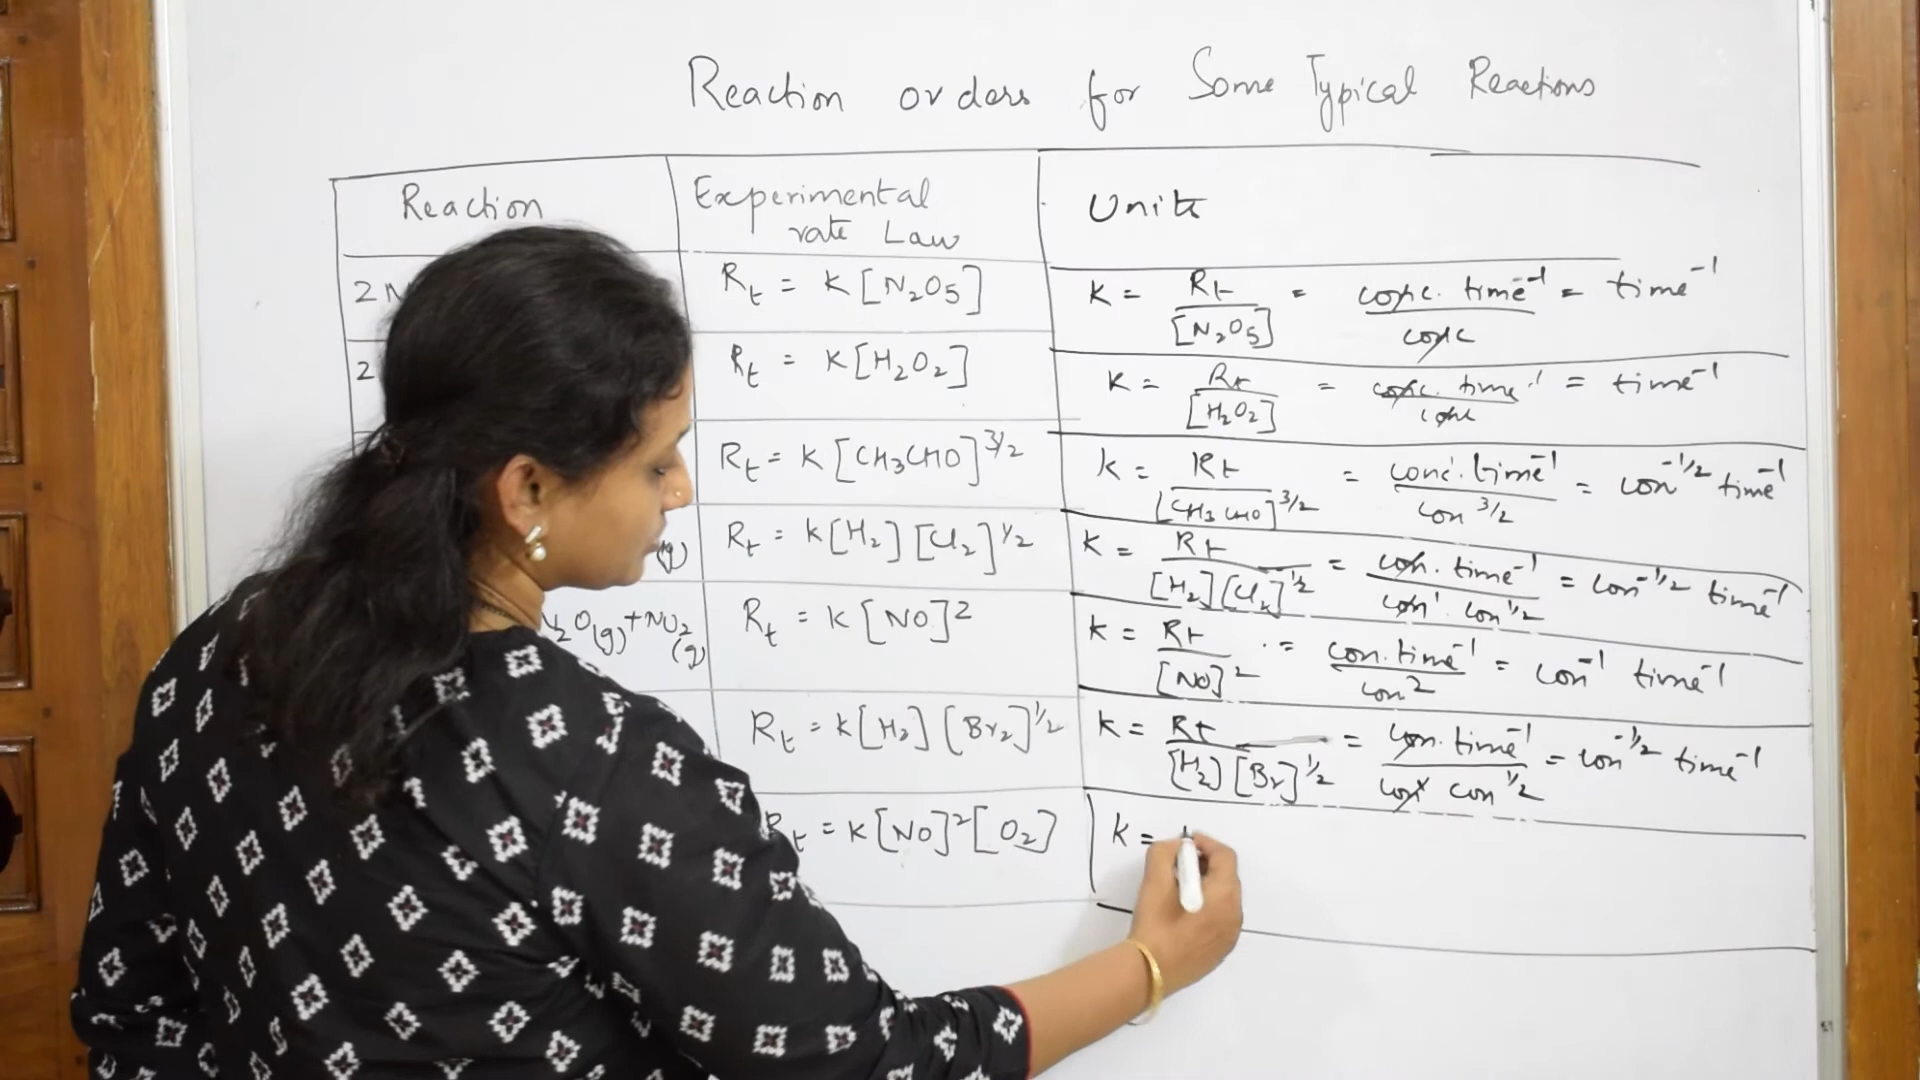 Reaction orders for Some Typical Reactions
Reaction
Experimental
rate Law
Units
2N
Rt = K[N2O5]
K = Rt/[N2O5] = conc. time⁻¹/conc = time⁻¹
2
Rt = K[H2O2]
K = Rt/[H2O2] = conc. time⁻¹/conc = time⁻¹
Rt = K[CH3CHO]^3/2
K = Rt/[CH3CHO]^3/2 = conc. time⁻¹/con^3/2 = con^-1/2 time⁻¹
(g)
Rt = K[H2][Cl2]^1/2
K = Rt/[H2][Cl2]^1/2 = con. time⁻¹/con¹. con^1/2 = con^-1/2 time⁻¹
N2O(g) + NO2
(g)
Rt = K[NO]²
K = Rt/[NO]² = con. time⁻¹/con² = con⁻¹ time⁻¹
Rt = K[H2][Br2]^1/2
K = Rt/[H2][Br]^1/2 = con. time⁻¹/con con^1/2 = con^-1/2 time⁻¹
Rt = K[NO]²[O2]
K =